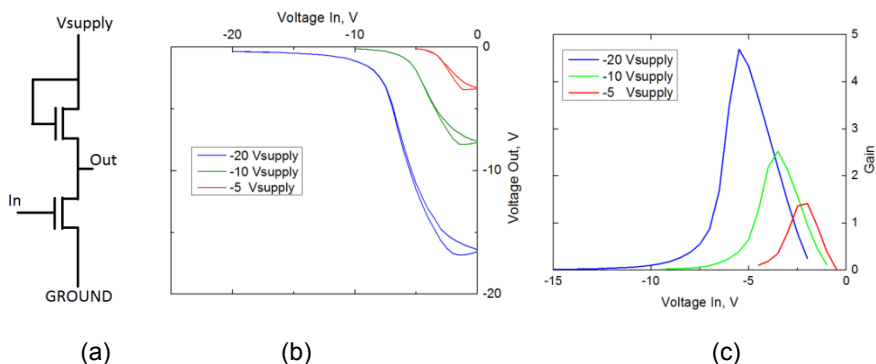 Vsupply
Out
In
GROUND
(a)
Voltage In, V
-20 -10 0
0
-10
-20
Voltage Out, V
-20 Vsupply
-10 Vsupply
-5 Vsupply
(b)
-20 Vsupply
-10 Vsupply
-5 Vsupply
5
4
3
2
1
0
Gain
-15 -10 -5 0
Voltage In, V
(c)